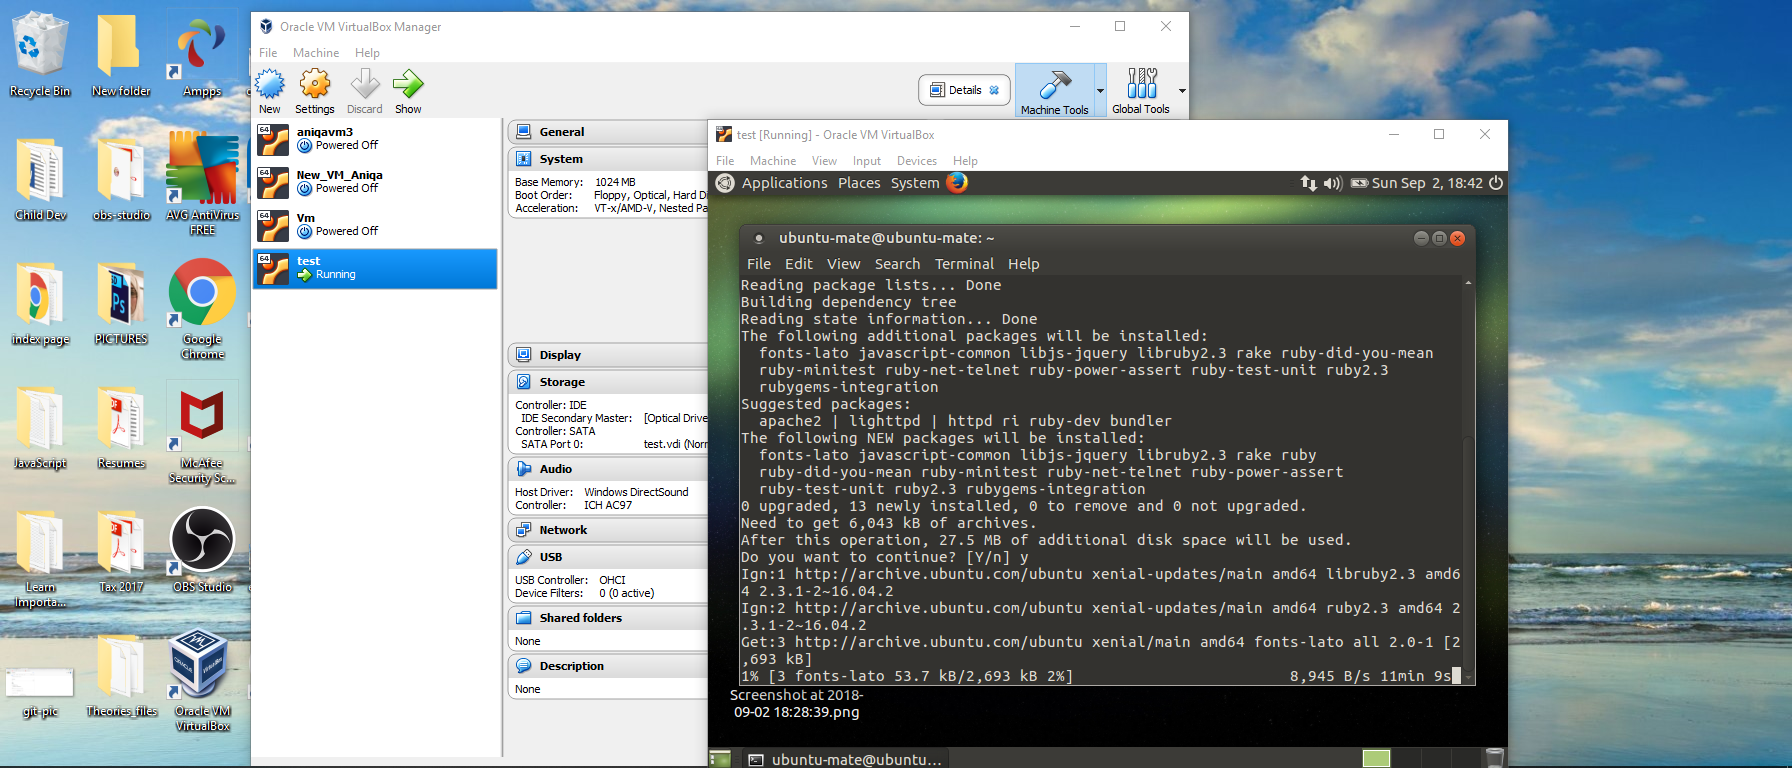 Recycle Bin
New folder
Ampps
Child Dev
obs-studio
AVG AntiVirus
FREE
index page
PICTURES
Google
Chrome
JavaScript
Resumes
McAfee
Security Sc...
Learn
Importa...
Tax 2017
OBS Studio
git-pic
Theories_files
Oracle VM
VirtualBox
Oracle VM VirtualBox Manager
File Machine Help
New Settings Discard Show
Details
Machine Tools
Global Tools
64
aniqavm3
Powered Off
64
New_VM_Aniqa
Powered Off
64
Vm
Powered Off
64
test
Running
General
System
Base Memory: 1024 MB
Boot Order: Floppy, Optical, Hard Di
Acceleration: VT-x/AMD-V, Nested Pa
Display
Storage
Controller: IDE
IDE Secondary Master: [Optical Drive
Controller: SATA
SATA Port 0: test.vdi (Norr
Audio
Host Driver: Windows DirectSound
Controller: ICH AC97
Network
USB
USB Controller: OHCI
Device Filters: 0 (0 active)
Shared folders
None
Description
None
test [Running] - Oracle VM VirtualBox
File Machine View Input Devices Help
Applications Places System
Sun Sep 2, 18:42
ubuntu-mate@ubuntu-mate: ~
File Edit View Search Terminal Help
Reading package lists... Done
Building dependency tree
Reading state information... Done
The following additional packages will be installed:
fonts-lato javascript-common libjs-jquery libruby2.3 rake ruby-did-you-mean
ruby-minitest ruby-net-telnet ruby-power-assert ruby-test-unit ruby2.3
rubygems-integration
Suggested packages:
apache2 | lighttpd | httpd ri ruby-dev bundler
The following NEW packages will be installed:
fonts-lato javascript-common libjs-jquery libruby2.3 rake ruby
ruby-did-you-mean ruby-minitest ruby-net-telnet ruby-power-assert
ruby-test-unit ruby2.3 rubygems-integration
0 upgraded, 13 newly installed, 0 to remove and 0 not upgraded.
Need to get 6,043 kB of archives.
After this operation, 27.5 MB of additional disk space will be used.
Do you want to continue? [Y/n] y
Ign:1 http://archive.ubuntu.com/ubuntu xenial-updates/main amd64 libruby2.3 amd6
4 2.3.1-2~16.04.2
Ign:2 http://archive.ubuntu.com/ubuntu xenial-updates/main amd64 ruby2.3 amd64 2
.3.1-2~16.04.2
Get:3 http://archive.ubuntu.com/ubuntu xenial/main amd64 fonts-lato all 2.0-1 [2
,693 kB]
1% [3 fonts-lato 53.7 kB/2,693 kB 2%] 8,945 B/s 11min 9s
Screenshot at 2018-
09-02 18:28:39.png
ubuntu-mate@ubuntu...